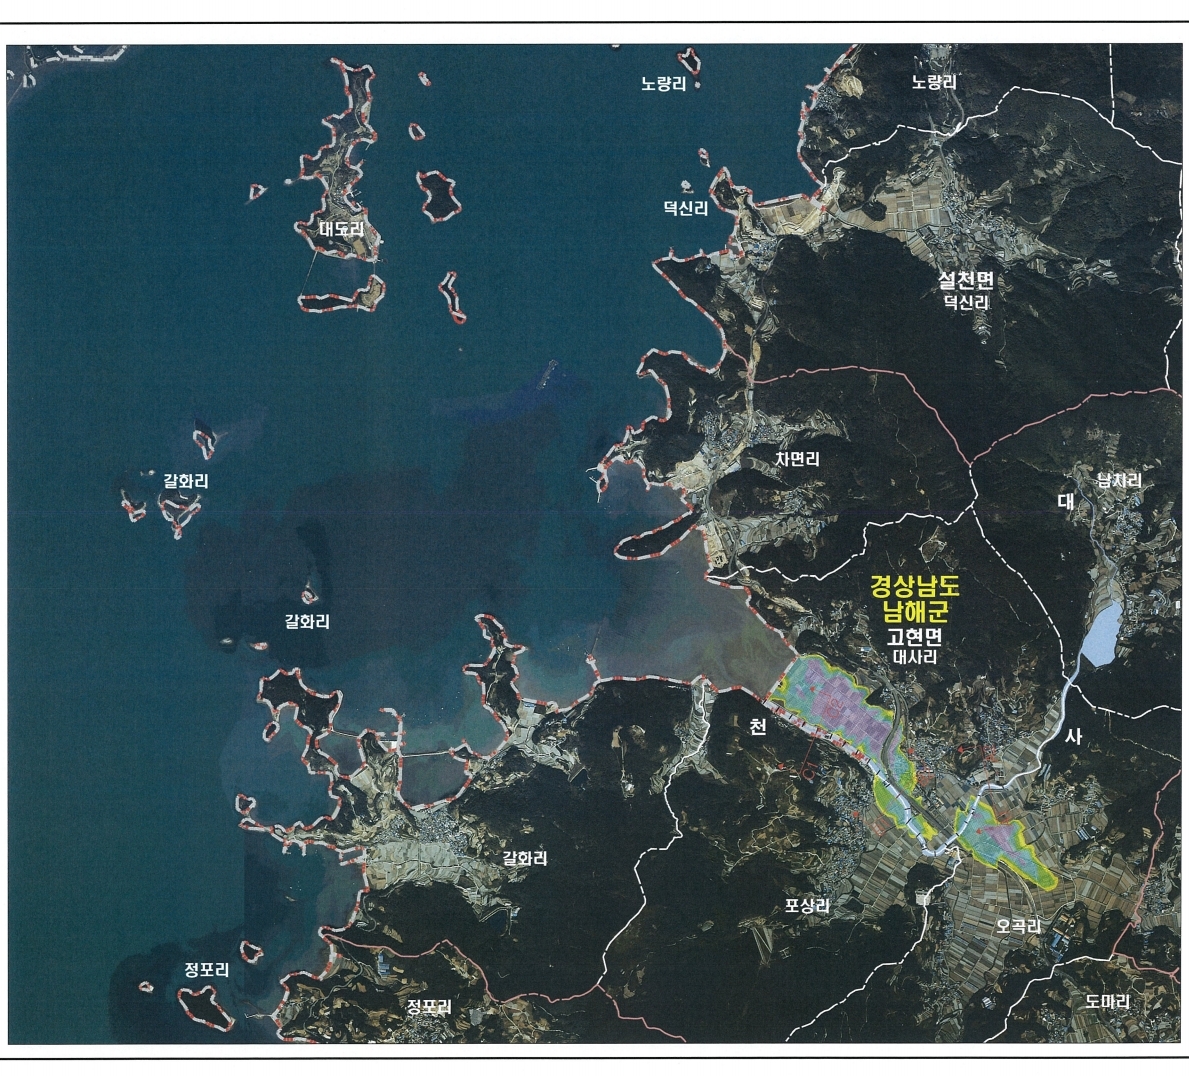 노량리
노량리
덕신리
대도리
설천면
덕신리
차면리
갈화리
남치리
대
경상남도
남해군
고현면
대사리
갈화리
천
사
갈화리
포상리
오곡리
정포리
정포리
도마리